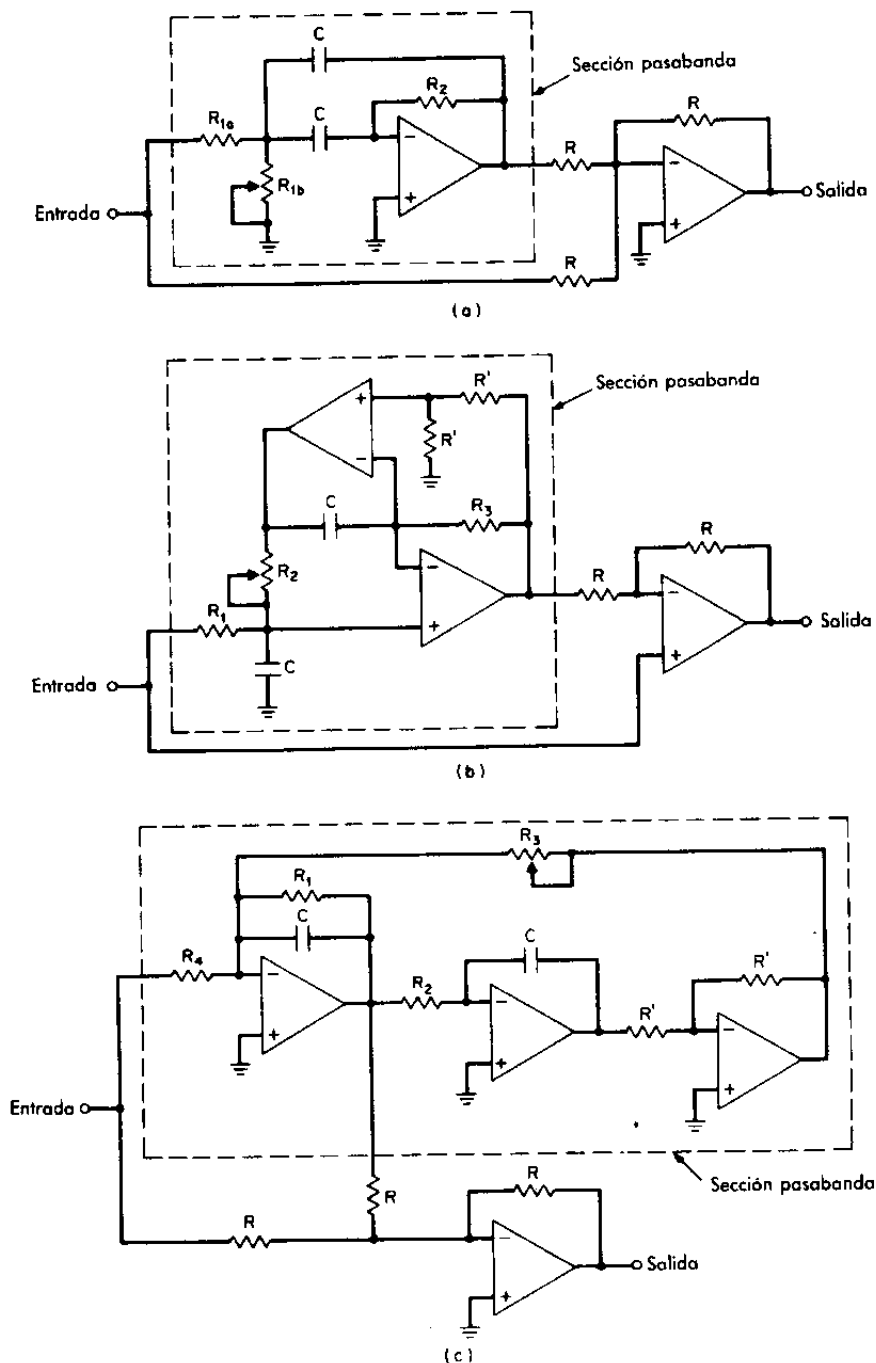 C
Sección pasabanda
R2
R1a
C
R
R
R1b
Salida
Entrada
R
(a)
Sección pasabanda
R'
R'
C
R3
R
R2
R
R1
Salida
C
Entrada
(b)
R3
R1
C
C
R'
R4
R2
R'
Entrada
Sección pasabanda
R
R
R
Salida
(c)